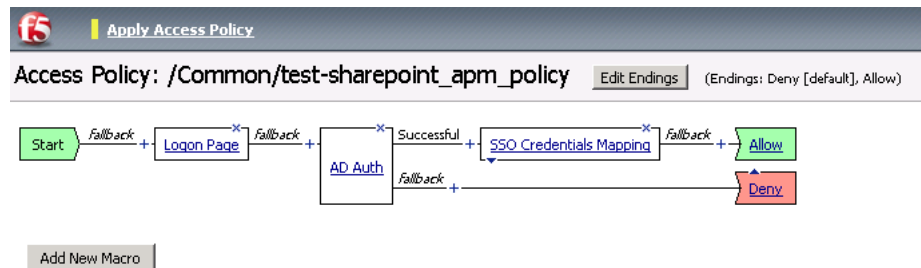 f5 Apply Access Policy
Access Policy: /Common/test-sharepoint_apm_policy Edit Endings (Endings: Deny [default], Allow)
Start Fallback + Logon Page Fallback + AD Auth Successful + SSO Credentials Mapping Fallback + Allow
Fallback + Deny
Add New Macro